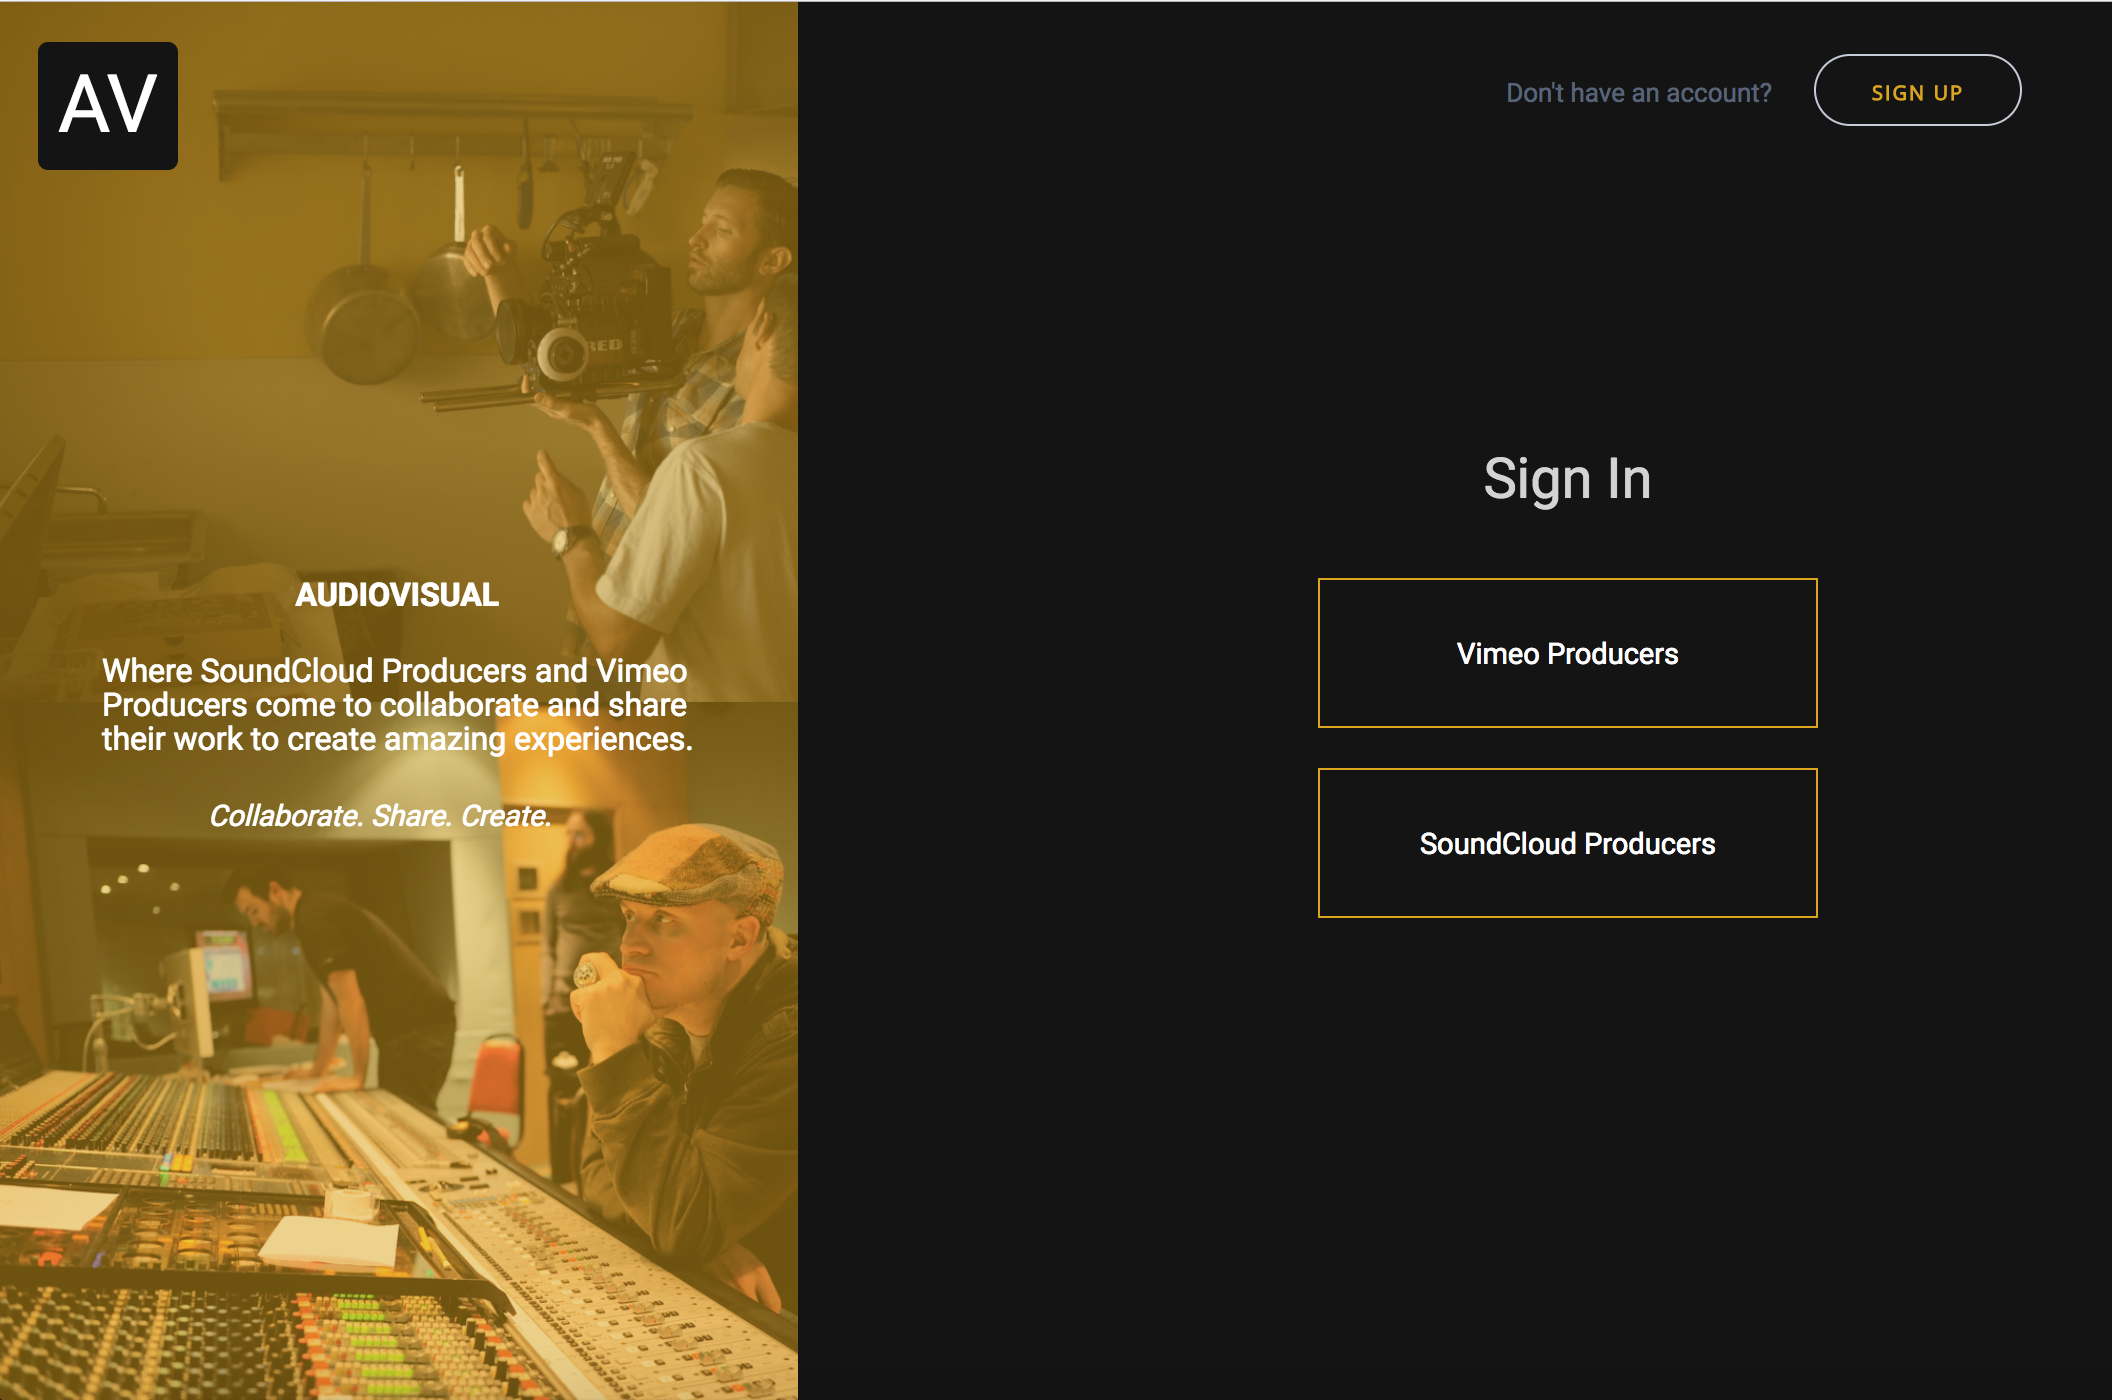 AV
Don't have an account?
SIGN UP
RED
AUDIOVISUAL
Where SoundCloud Producers and Vimeo
Producers come to collaborate and share
their work to create amazing experiences.
Collaborate. Share. Create.
Sign In
Vimeo Producers
SoundCloud Producers